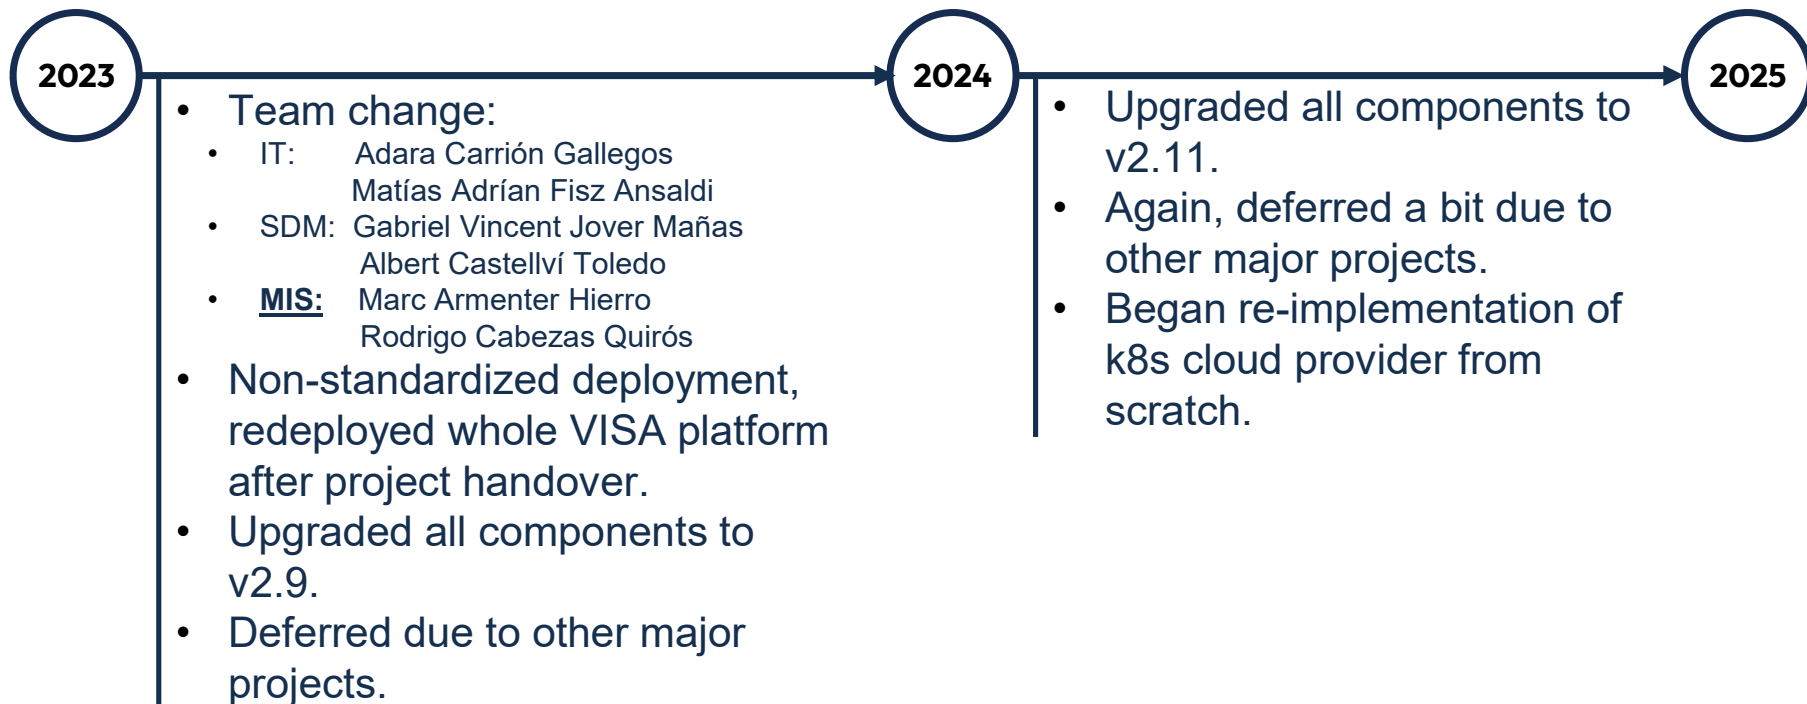 2023
• Team change:
• IT: Adara Carrión Gallegos
Matías Adrían Fisz Ansaldi
• SDM: Gabriel Vincent Jover Mañas
Albert Castellví Toledo
• MIS: Marc Armenter Hierro
Rodrigo Cabezas Quirós
• Non-standardized deployment,
redeployed whole VISA platform
after project handover.
• Upgraded all components to
v2.9.
• Deferred due to other major
projects.
2024
• Upgraded all components to
v2.11.
• Again, deferred a bit due to
other major projects.
• Began re-implementation of
k8s cloud provider from
scratch.
2025